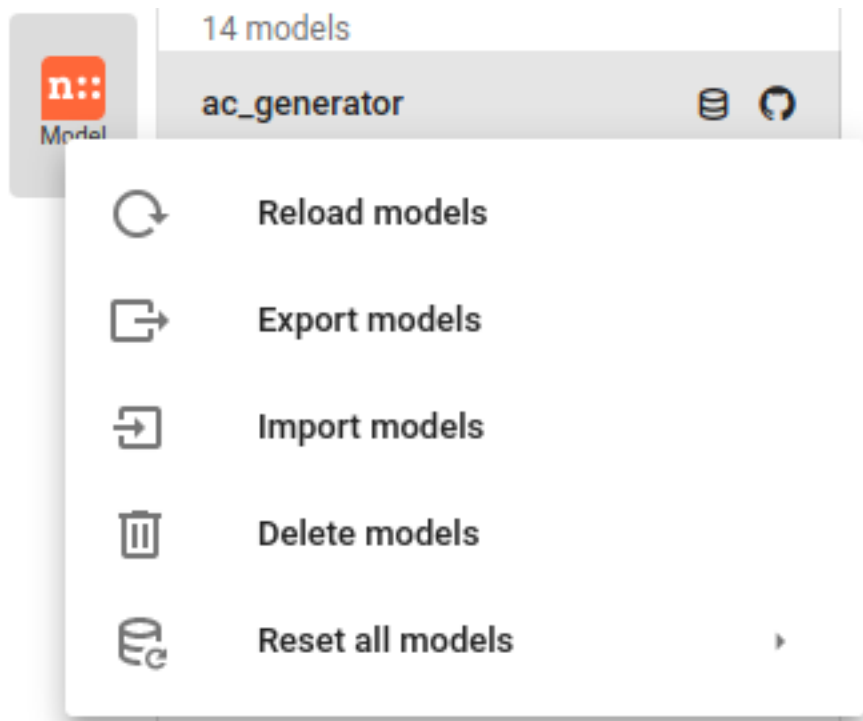 14 models
n::
Model
ac_generator
Reload models
Export models
Import models
Delete models
Reset all models